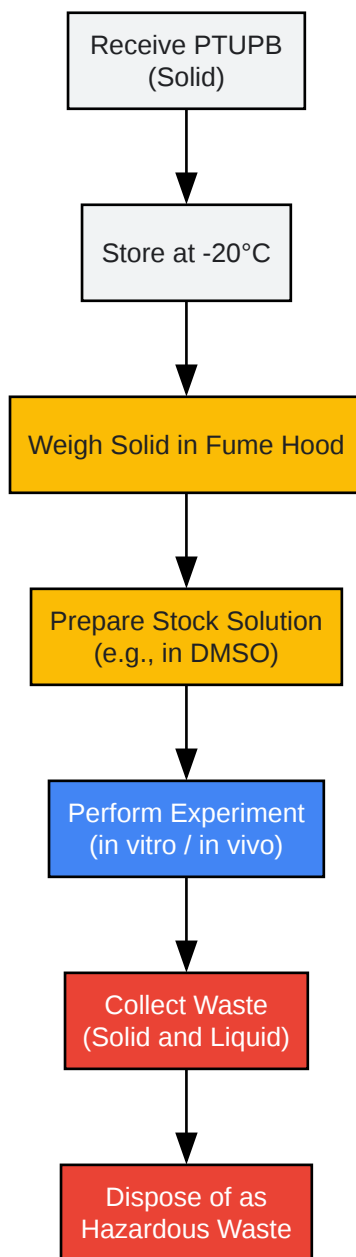 Receive PTUPB
(Solid)
Store at -20°C
Weigh Solid in Fume Hood
Prepare Stock Solution
(e.g., in DMSO)
Perform Experiment
(in vitro / in vivo)
Collect Waste
(Solid and Liquid)
Dispose of as
Hazardous Waste